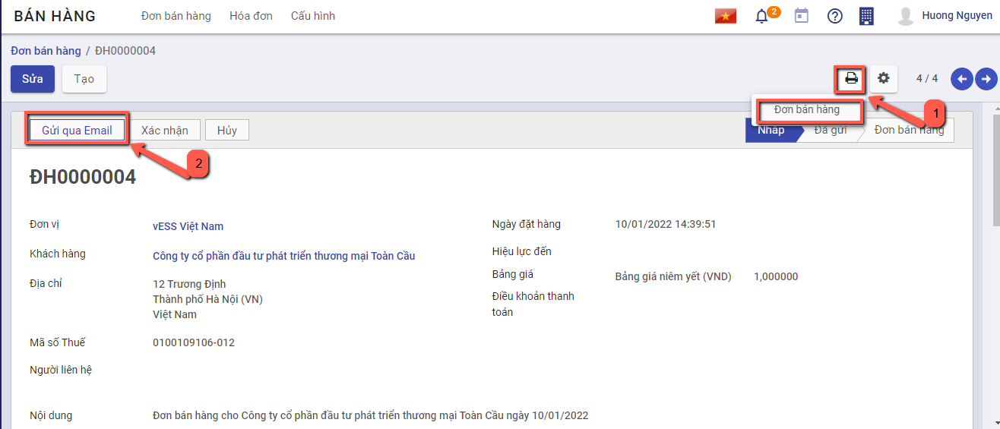 BÁN HÀNG Đơn bán hàng Hóa đơn Cấu hình 2 Huong Nguyen
Đơn bán hàng / ĐH0000004
Sửa Tạo 4 / 4
Đơn bán hàng 1
Gửi qua Email Xác nhận Hủy Nháp Đã gửi Đơn bán hàng
2
ĐH0000004
Đơn vị vESS Việt Nam Ngày đặt hàng 10/01/2022 14:39:51
Khách hàng Công ty cổ phần đầu tư phát triển thương mại Toàn Cầu Hiệu lực đến
Bảng giá Bảng giá niêm yết (VND) 1,000000
Địa chỉ 12 Trương Định Điều khoản thanh
Thành phố Hà Nội (VN) toán
Việt Nam
Mã số Thuế 0100109106-012
Người liên hệ
Nội dung Đơn bán hàng cho Công ty cổ phần đầu tư phát triển thương mại Toàn Cầu ngày 10/01/2022